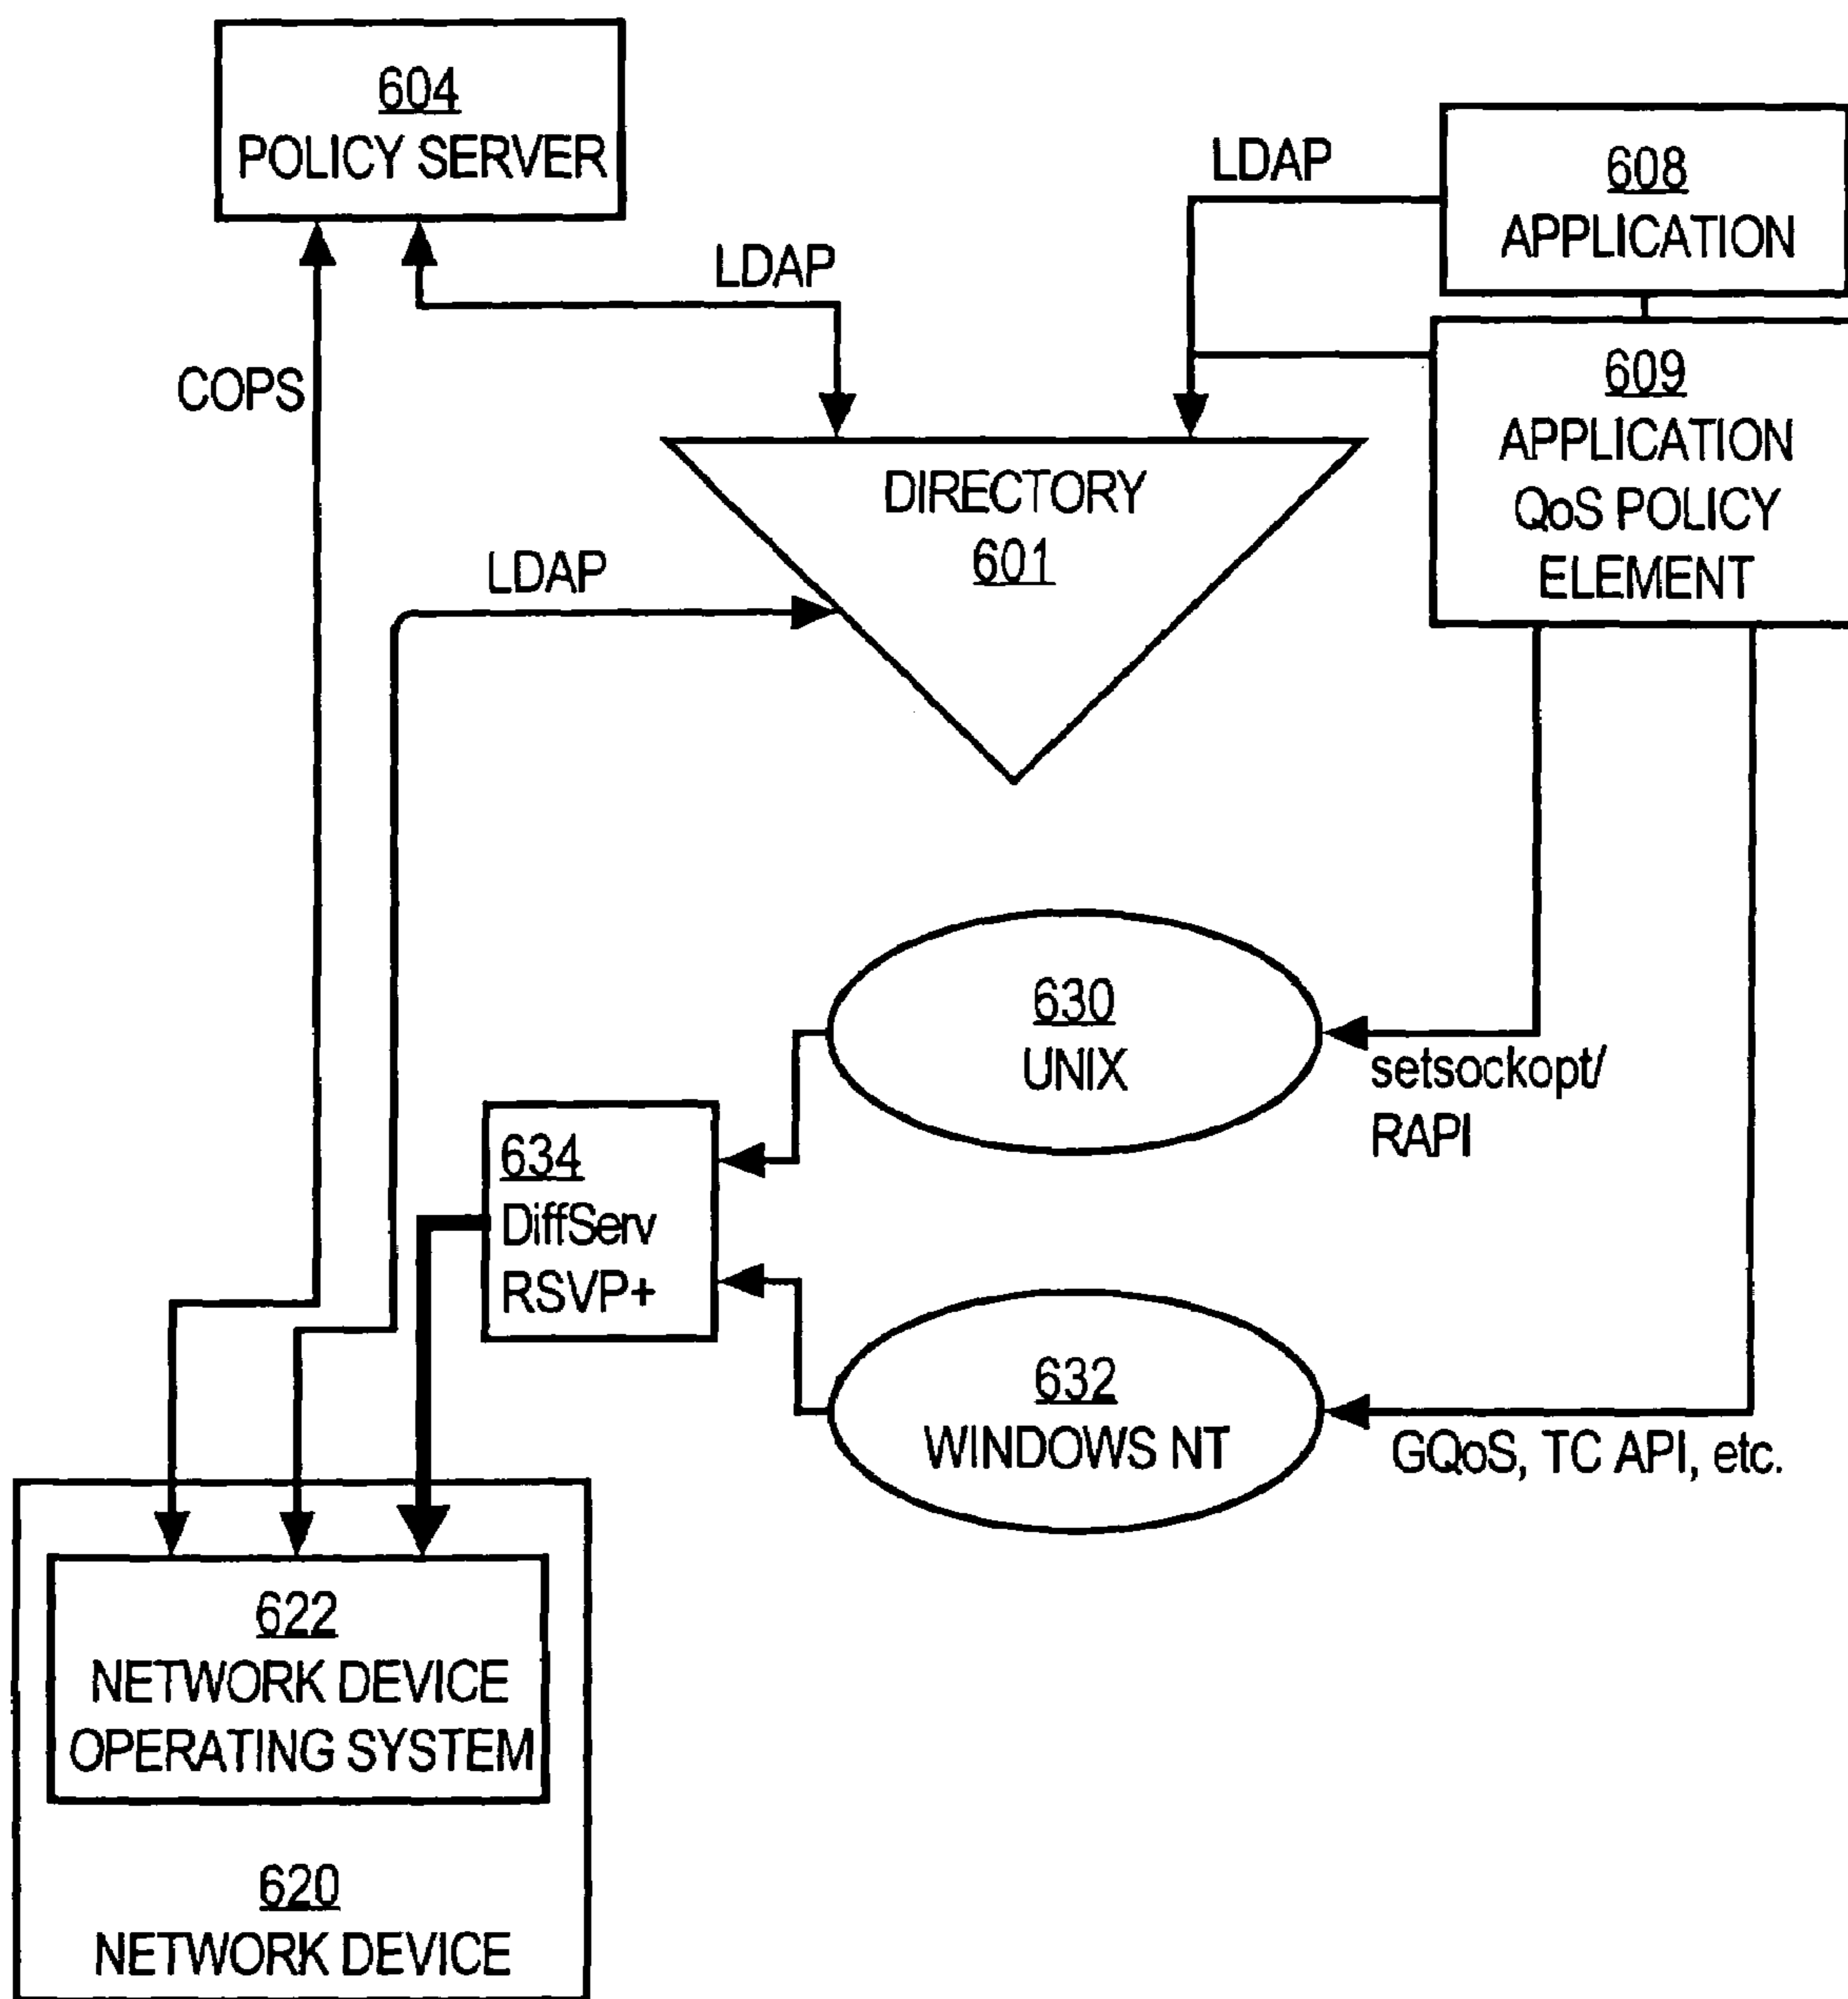 604
POLICY SERVER
LDAP
608
APPLICATION
LDAP
COPS
609
APPLICATION
QoS POLICY
ELEMENT
DIRECTORY
601
LDAP
630
UNIX
setsockopt/
RAPI
634
DiffServ
RSVP+
632
WINDOWS NT
GQoS, TC API, etc.
622
NETWORK DEVICE
OPERATING SYSTEM
620
NETWORK DEVICE